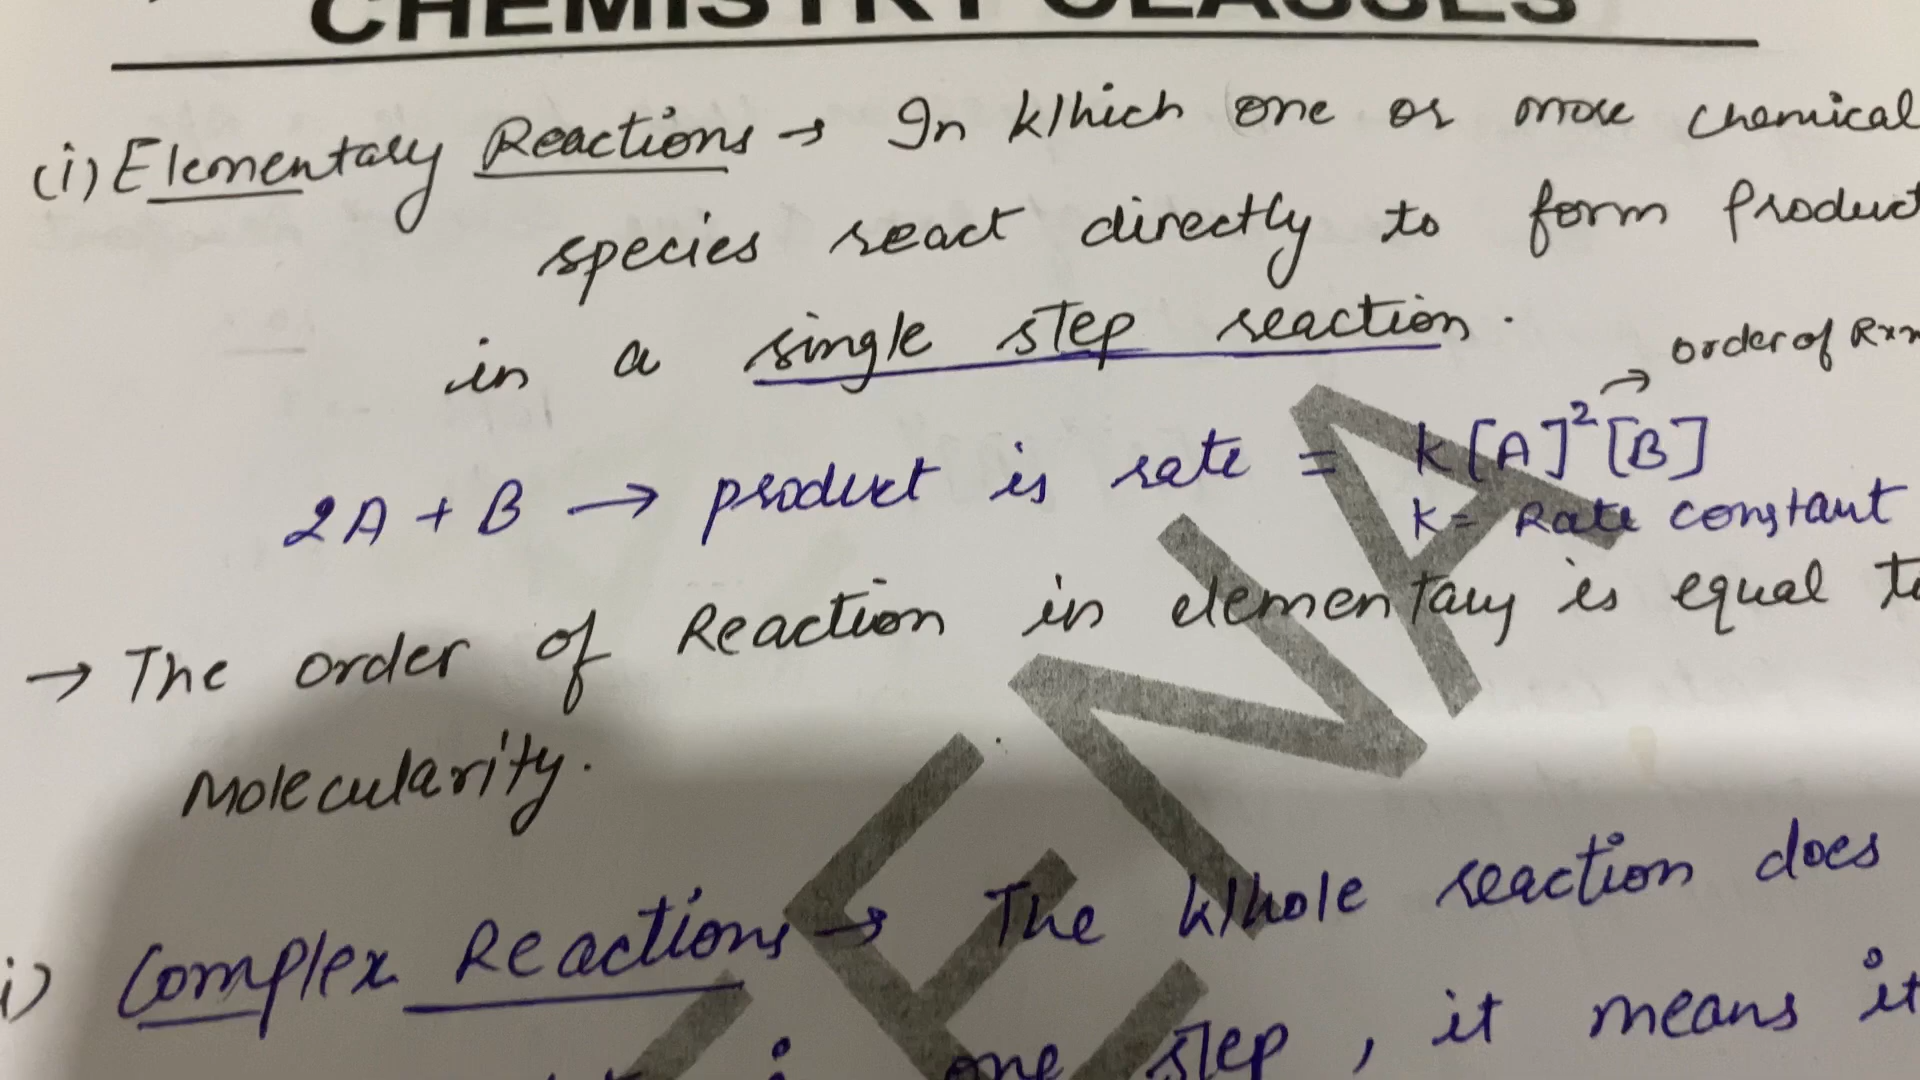 CHEMISTRY CLASSES
(i) Elementary Reactions → In Which one or more chemical
species react directly to form Product
in a single step reaction.
→ order of Rxn
2A + B → product is rate = k[A]²[B]
k = Rate constant
→ The order of Reaction in elementary is equal to
Molecularity.
i) Complex Reactions → The Whole reaction does
one step, it means it
ENA